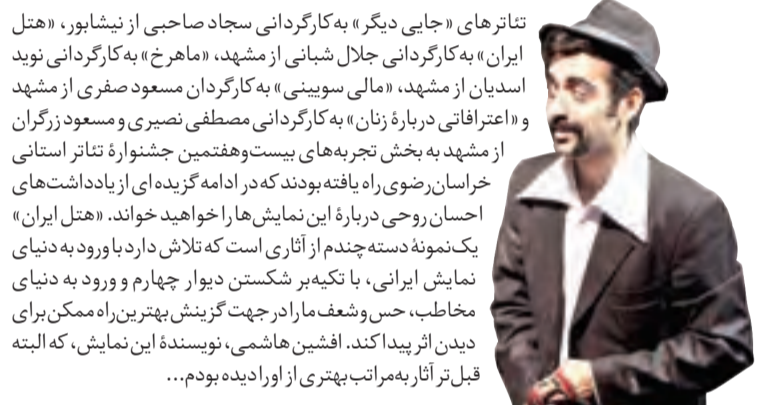 تئاترهای «جایی دیگر» به‌کارگردانی سجاد صاحبی از نیشابور، «هتل
ایران» به‌کارگردانی جلال شبانی از مشهد، «ماهرخ» به‌کارگردانی نوید
اسدیان از مشهد، «مالی سویینی» به‌کارگردان مسعود صفری از مشهد
و «اعترافاتی دربارهٔ زنان» به‌کارگردانی مصطفی نصیری و مسعود زرگران
از مشهد به بخش تجربه‌های بیست‌وهفتمین جشنوارهٔ تئاتر استانی
خراسان‌رضوی راه یافته بودند که در ادامه گزیده‌ای از یادداشت‌های
احسان روحی دربارهٔ این نمایش‌ها را خواهید خواند. «هتل ایران»
یک نمونهٔ دسته چندم از آثاری است که تلاش دارد با ورود به دنیای
نمایش ایرانی، با تکیه‌بر شکستن دیوار چهارم و ورود به دنیای
مخاطب، حس و شعف ما را در جهت گزینش بهترین راه ممکن برای
دیدن اثر پیدا کند. افشین هاشمی، نویسندهٔ این نمایش، که البته
قبل‌تر آثار به‌مراتب بهتری از او را دیده بودم...